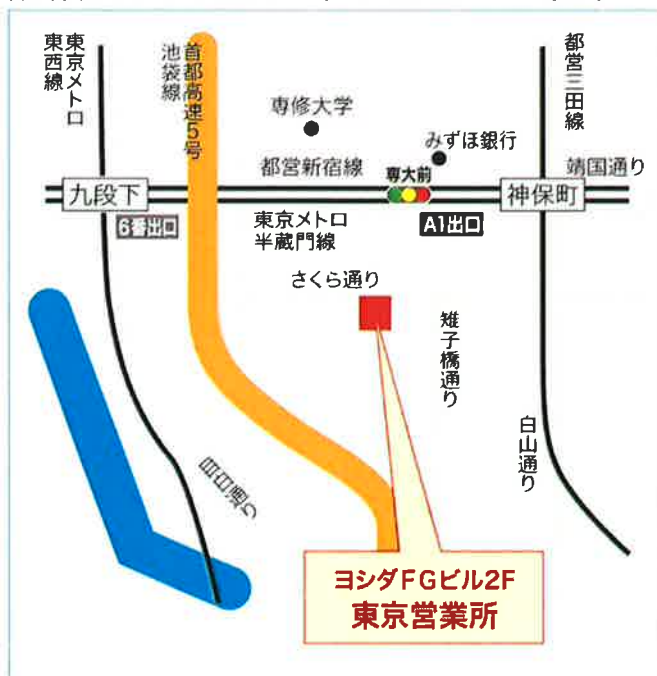 東京メトロ
東西線
首都高速5号
池袋線
専修大学
みずほ銀行
都営三田線
都営新宿線
専大前
靖国通り
九段下
神保町
6番出口
東京メトロ
半蔵門線
A1出口
さくら通り
雉子橋通り
白山通り
目白通り
ヨシダFGビル2F
東京営業所